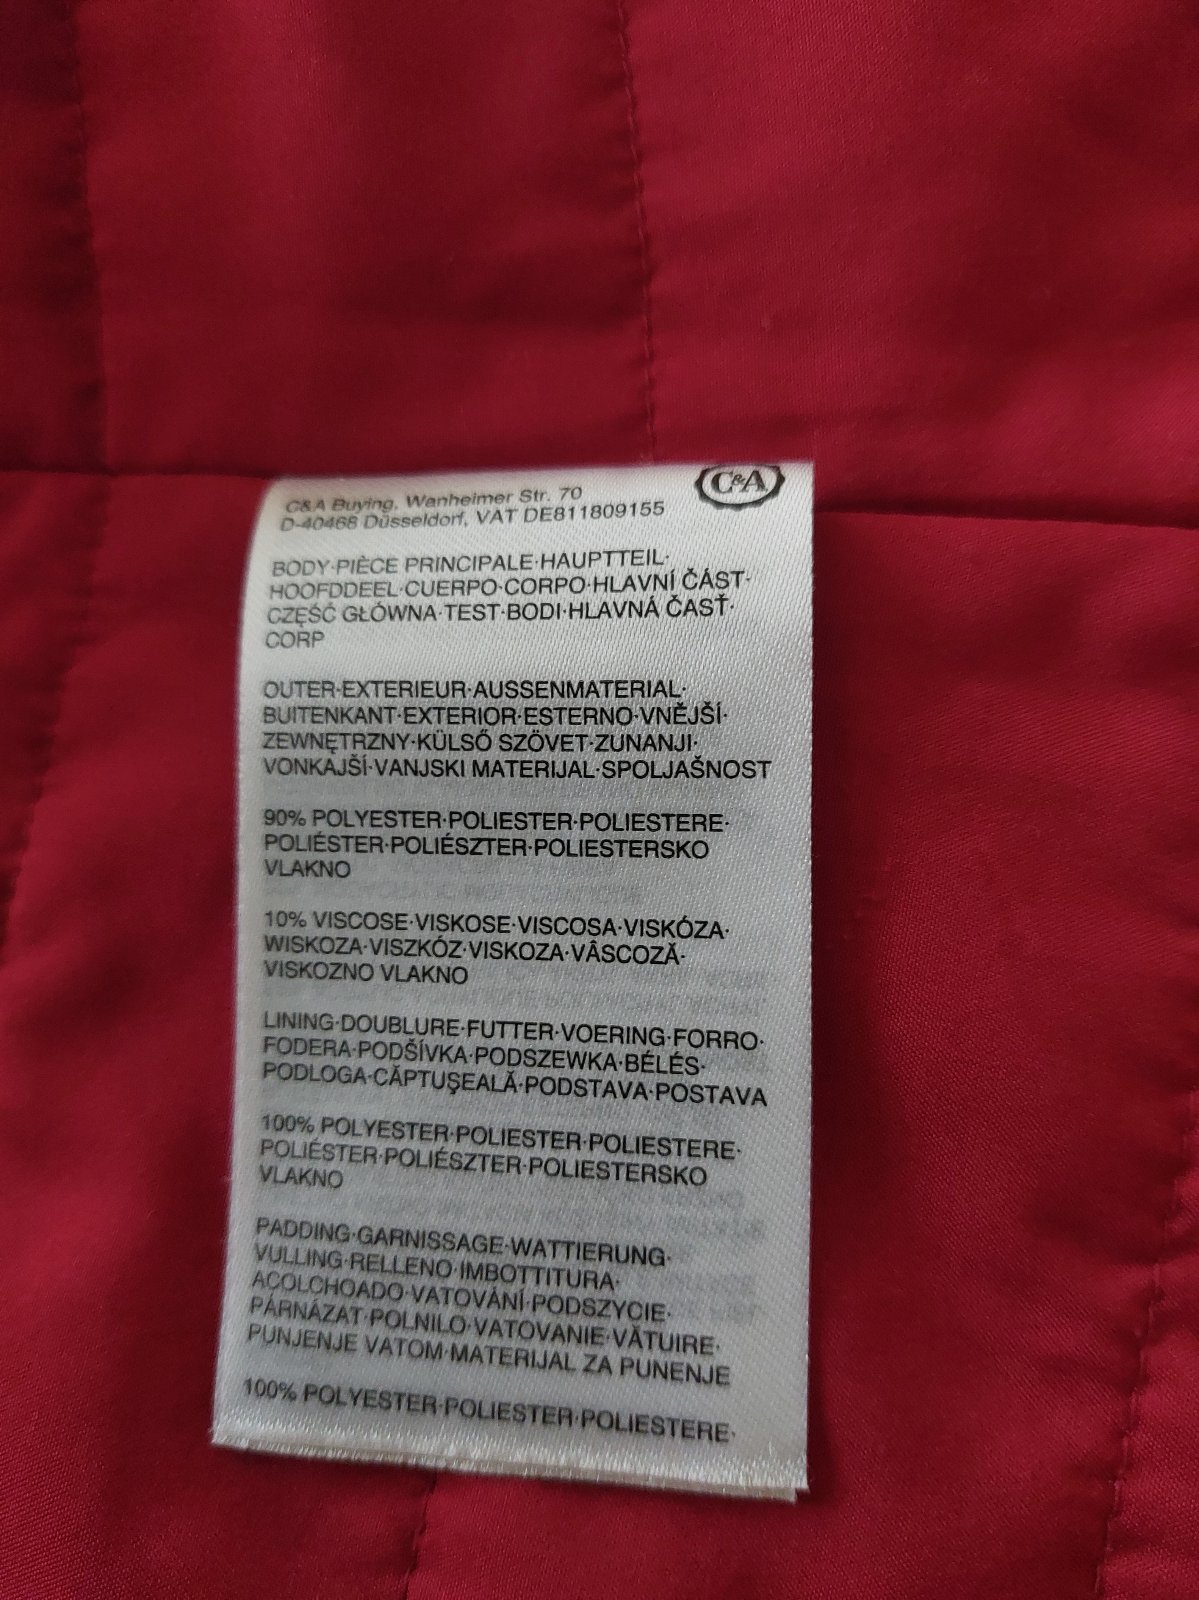 C&A
C&A Buying, Wanheimer Str. 70
D-40468 Düsseldorf, VAT DE811809155
BODY·PIÈCE PRINCIPALE·HAUPTTEIL·
HOOFDDEEL·CUERPO·CORPO·HLAVNÍ ČÁST·
CZĘŚĆ GŁÓWNA·TEST·BODI·HLAVNÁ ČASŤ·
CORP
OUTER·EXTERIEUR·AUSSENMATERIAL·
BUITENKANT·EXTERIOR·ESTERNO·VNĚJŠÍ·
ZEWNĘTRZNY·KÜLSŐ SZÖVET·ZUNANJI·
VONKAJŠÍ·VANJSKI MATERIJAL·SPOLJAŠNOST
90% POLYESTER·POLIESTER·POLIESTERE·
POLIÉSTER·POLIÉSZTER·POLIESTERSKO
VLAKNO
10% VISCOSE·VISKOSE·VISCOSA·VISKÓZA·
WISKOZA·VISZKÓZ·VISKOZA·VÂSCOZĂ·
VISKOZNO VLAKNO
LINING·DOUBLURE·FUTTER·VOERING·FORRO·
FODERA·PODŠÍVKA·PODSZEWKA·BÉLÉS·
PODLOGA·CĂPTUŞEALĂ·PODSTAVA·POSTAVA
100% POLYESTER·POLIESTER·POLIESTERE·
POLIÉSTER·POLIÉSZTER·POLIESTERSKO
VLAKNO
PADDING·GARNISSAGE·WATTIERUNG·
VULLING·RELLENO·IMBOTTITURA·
ACOLCHOADO·VATOVÁNÍ·PODSZYCIE·
PÁRNÁZAT·POLNILO·VATOVANIE·VĂTUIRE·
PUNJENJE VATOM·MATERIJAL ZA PUNENJE
100% POLYESTER·POLIESTER·POLIESTERE·